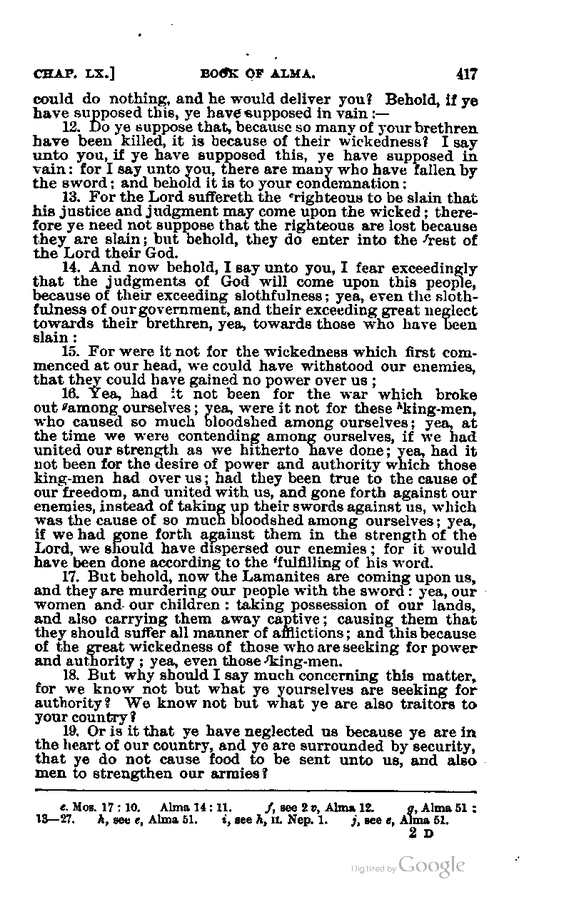 CHAP. LX.] BOOK OF ALMA. 417
could do nothing, and he would deliver you? Behold, if ye
have supposed this, ye have supposed in vain :—
12. Do ye suppose that, because so many of your brethren
have been killed, it is because of their wickedness? I say
unto you, if ye have supposed this, ye have supposed in
vain: for I say unto you, there are many who have fallen by
the sword; and behold it is to your condemnation:
13. For the Lord suffereth the ᵉrighteous to be slain that
his justice and judgment may come upon the wicked; there-
fore ye need not suppose that the righteous are lost because
they are slain; but behold, they do enter into the ᶠrest of
the Lord their God.
14. And now behold, I say unto you, I fear exceedingly
that the judgments of God will come upon this people,
because of their exceeding slothfulness; yea, even the sloth-
fulness of our government, and their exceeding great neglect
towards their brethren, yea, towards those who have been
slain:
15. For were it not for the wickedness which first com-
menced at our head, we could have withstood our enemies,
that they could have gained no power over us;
16. Yea, had it not been for the war which broke
out ᵍamong ourselves; yea, were it not for these ʰking-men,
who caused so much bloodshed among ourselves; yea, at
the time we were contending among ourselves, if we had
united our strength as we hitherto have done; yea, had it
not been for the desire of power and authority which those
king-men had over us; had they been true to the cause of
our freedom, and united with us, and gone forth against our
enemies, instead of taking up their swords against us, which
was the cause of so much bloodshed among ourselves; yea,
if we had gone forth against them in the strength of the
Lord, we should have dispersed our enemies; for it would
have been done according to the ⁱfulfilling of his word.
17. But behold, now the Lamanites are coming upon us,
and they are murdering our people with the sword: yea, our
women and our children: taking possession of our lands,
and also carrying them away captive; causing them that
they should suffer all manner of afflictions; and this because
of the great wickedness of those who are seeking for power
and authority; yea, even those ʲking-men.
18. But why should I say much concerning this matter,
for we know not but what ye yourselves are seeking for
authority? We know not but what ye are also traitors to
your country?
19. Or is it that ye have neglected us because ye are in
the heart of our country, and ye are surrounded by security,
that ye do not cause food to be sent unto us, and also
men to strengthen our armies?
e. Mos. 17 : 10. Alma 14 : 11. f, see 2 v, Alma 12. g, Alma 51 :
13—27. h, see e, Alma 51. i, see h, II. Nep. 1. j, see e, Alma 51.
2 D
Digitized by Google